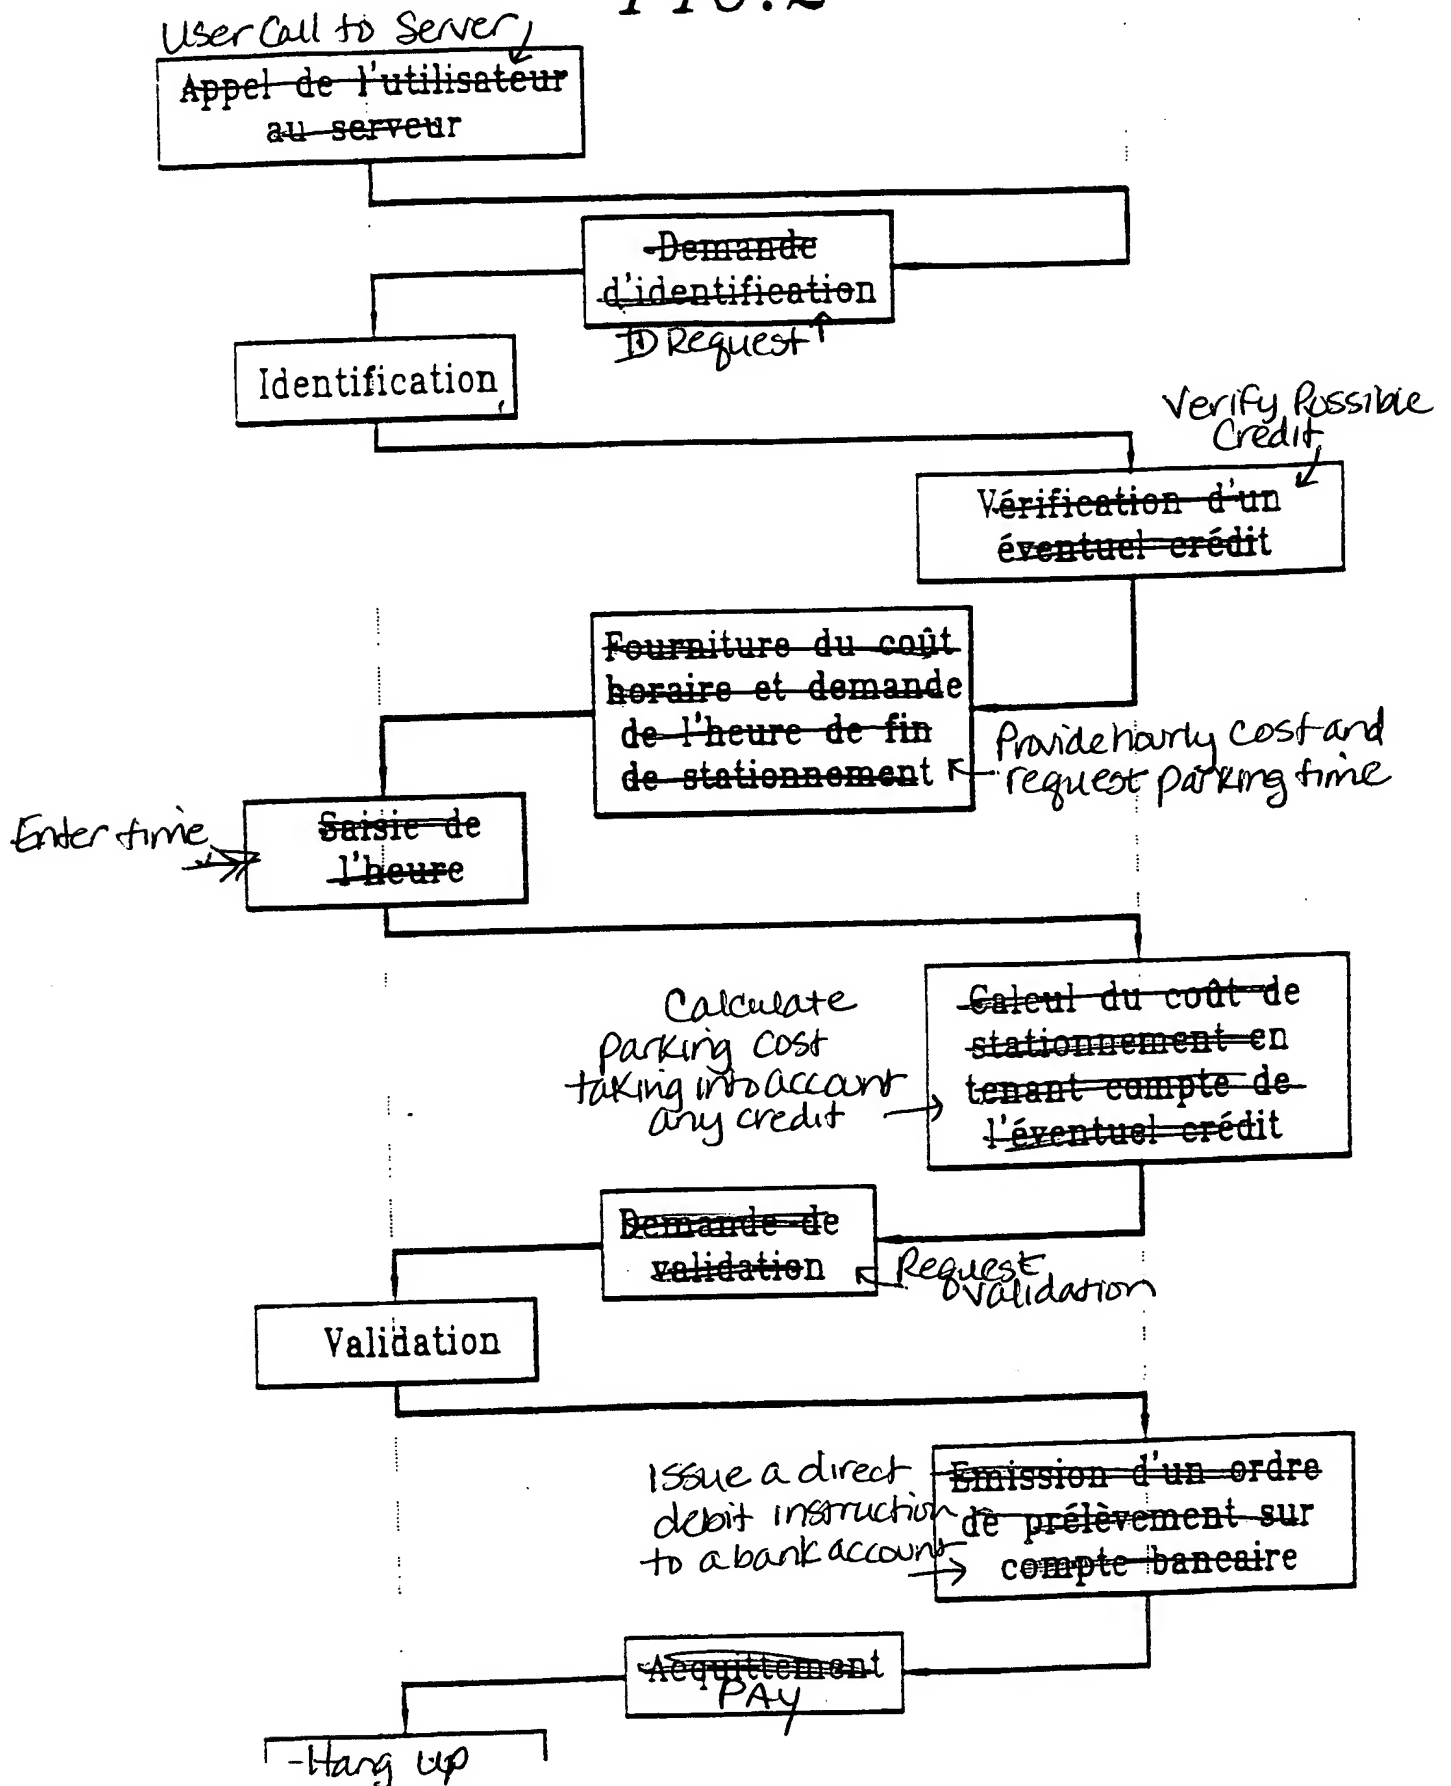 FIG.2
User Call to Server
Appel de l'utilisateur
au serveur
Demande
d'identification
ID Request
Identification
Verify Possible
Credit
Vérification d'un
éventuel crédit
Fourniture du coût
horaire et demande
de l'heure de fin
de stationnement
Provide hourly cost and
request parking time
Enter time
Saisie de
l'heure
Calculate
parking cost
taking into account
any credit
Calcul du coût de
stationnement en
tenant compte de
l'éventuel crédit
Demande de
validation
Request
validation
Validation
Issue a direct
debit instruction
to a bank account
Emission d'un ordre
de prélèvement sur
compte bancaire
Acquittement
PAY
-Hang up